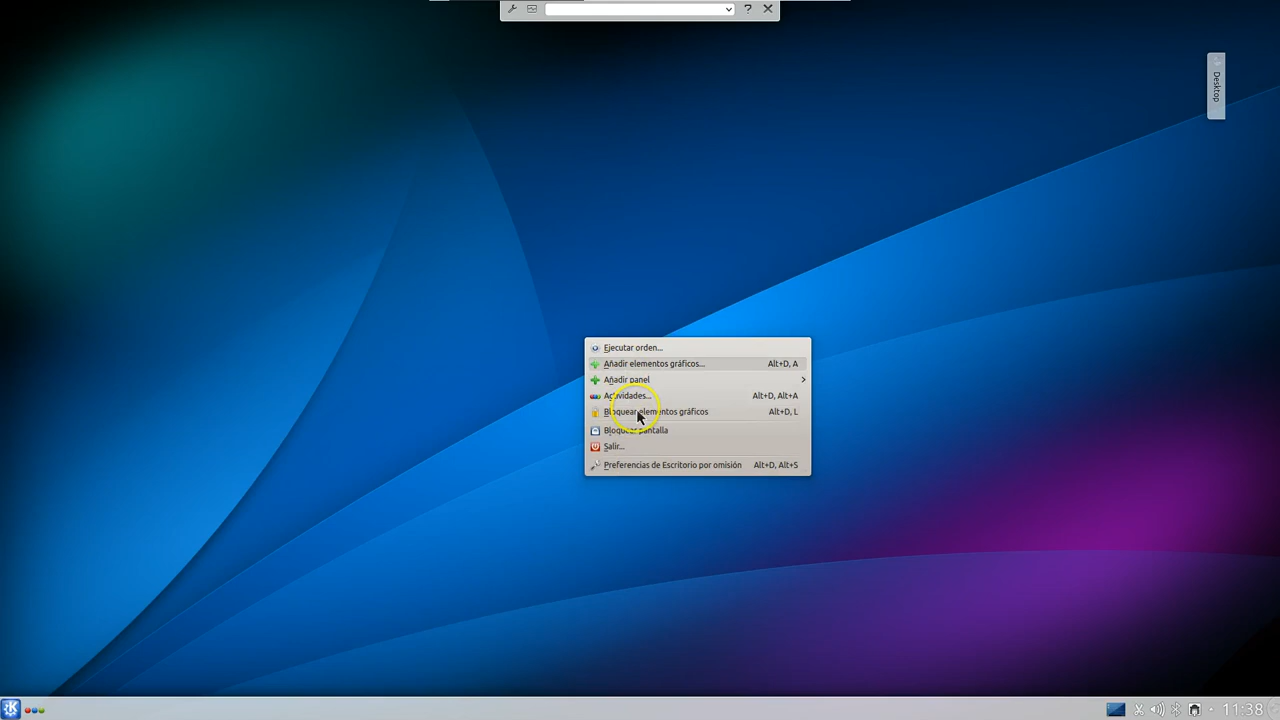 ?
Desktop
Ejecutar orden...
Añadir elementos gráficos... Alt+D, A
Añadir panel
Actividades... Alt+D, Alt+A
Bloquear elementos gráficos Alt+D, L
Bloquear pantalla
Salir...
Preferencias de Escritorio por omisión Alt+D, Alt+S
11:38